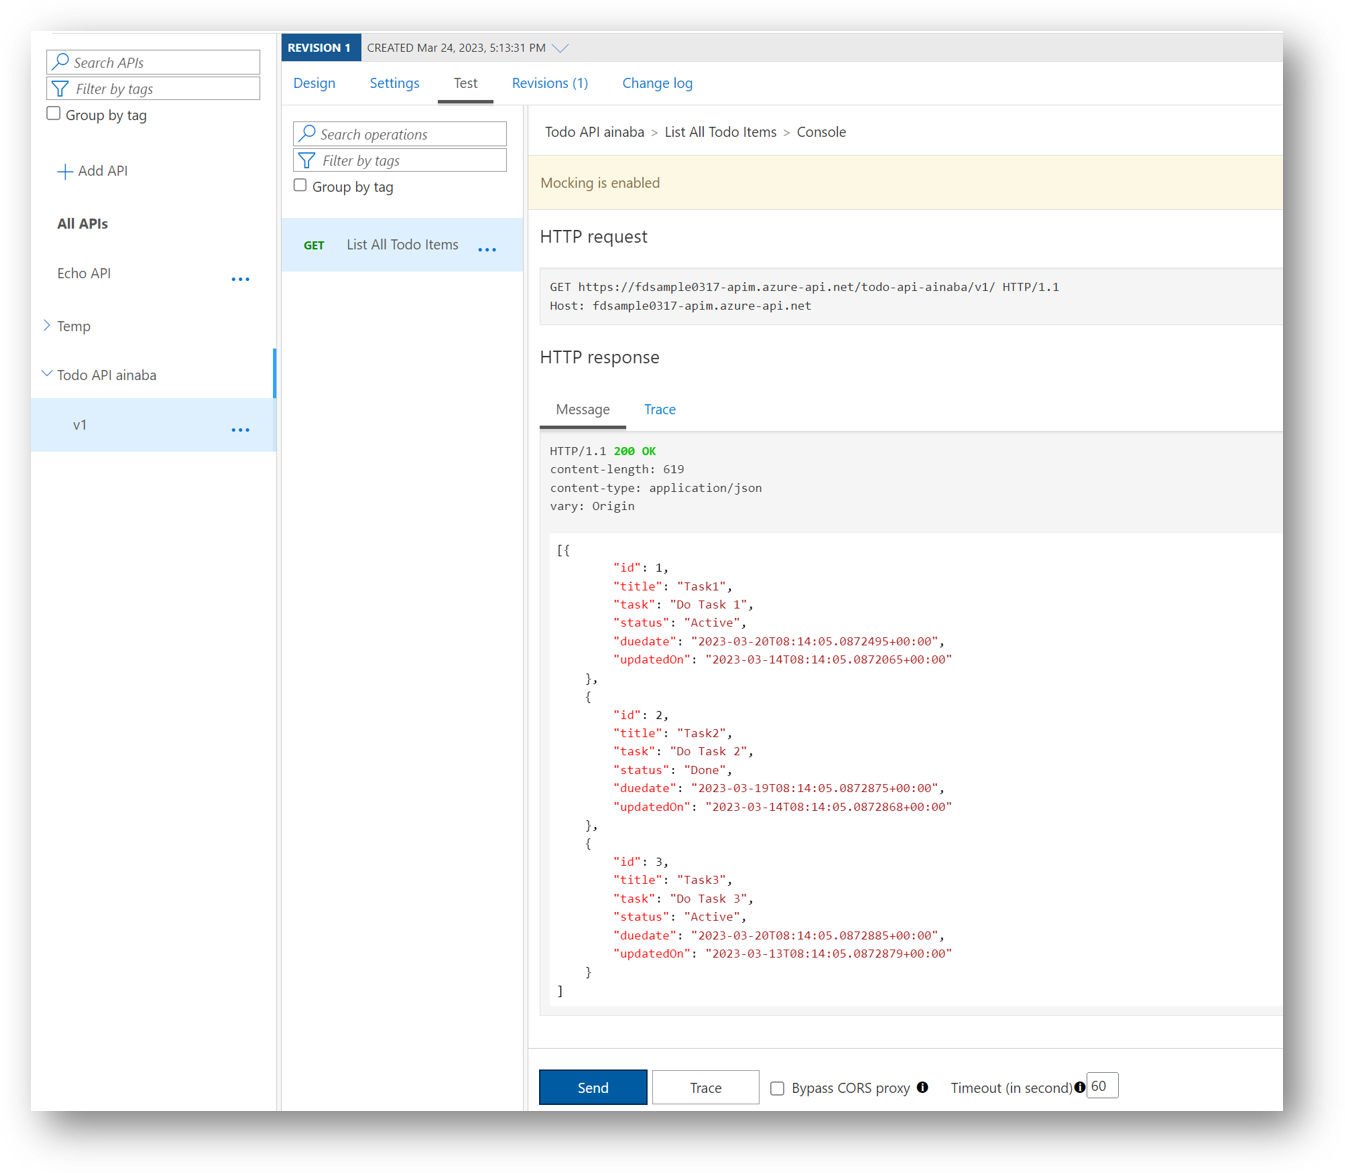 Search APIs
Filter by tags
Group by tag
Add API
All APIs
Echo API
...
Temp
Todo API ainaba
v1
...
REVISION 1 CREATED Mar 24, 2023, 5:13:31 PM
Design Settings Test Revisions (1) Change log
Search operations
Filter by tags
Group by tag
GET List All Todo Items ...
Todo API ainaba > List All Todo Items > Console
Mocking is enabled
HTTP request
GET https://fdsample0317-apim.azure-api.net/todo-api-ainaba/v1/ HTTP/1.1
Host: fdsample0317-apim.azure-api.net
HTTP response
Message Trace
HTTP/1.1 200 OK
content-length: 619
content-type: application/json
vary: Origin
[{
"id": 1,
"title": "Task1",
"task": "Do Task 1",
"status": "Active",
"duedate": "2023-03-20T08:14:05.0872495+00:00",
"updatedOn": "2023-03-14T08:14:05.0872065+00:00"
},
{
"id": 2,
"title": "Task2",
"task": "Do Task 2",
"status": "Done",
"duedate": "2023-03-19T08:14:05.0872875+00:00",
"updatedOn": "2023-03-14T08:14:05.0872868+00:00"
},
{
"id": 3,
"title": "Task3",
"task": "Do Task 3",
"status": "Active",
"duedate": "2023-03-20T08:14:05.0872885+00:00",
"updatedOn": "2023-03-13T08:14:05.0872879+00:00"
}
]
Send Trace Bypass CORS proxy Timeout (in second) 60